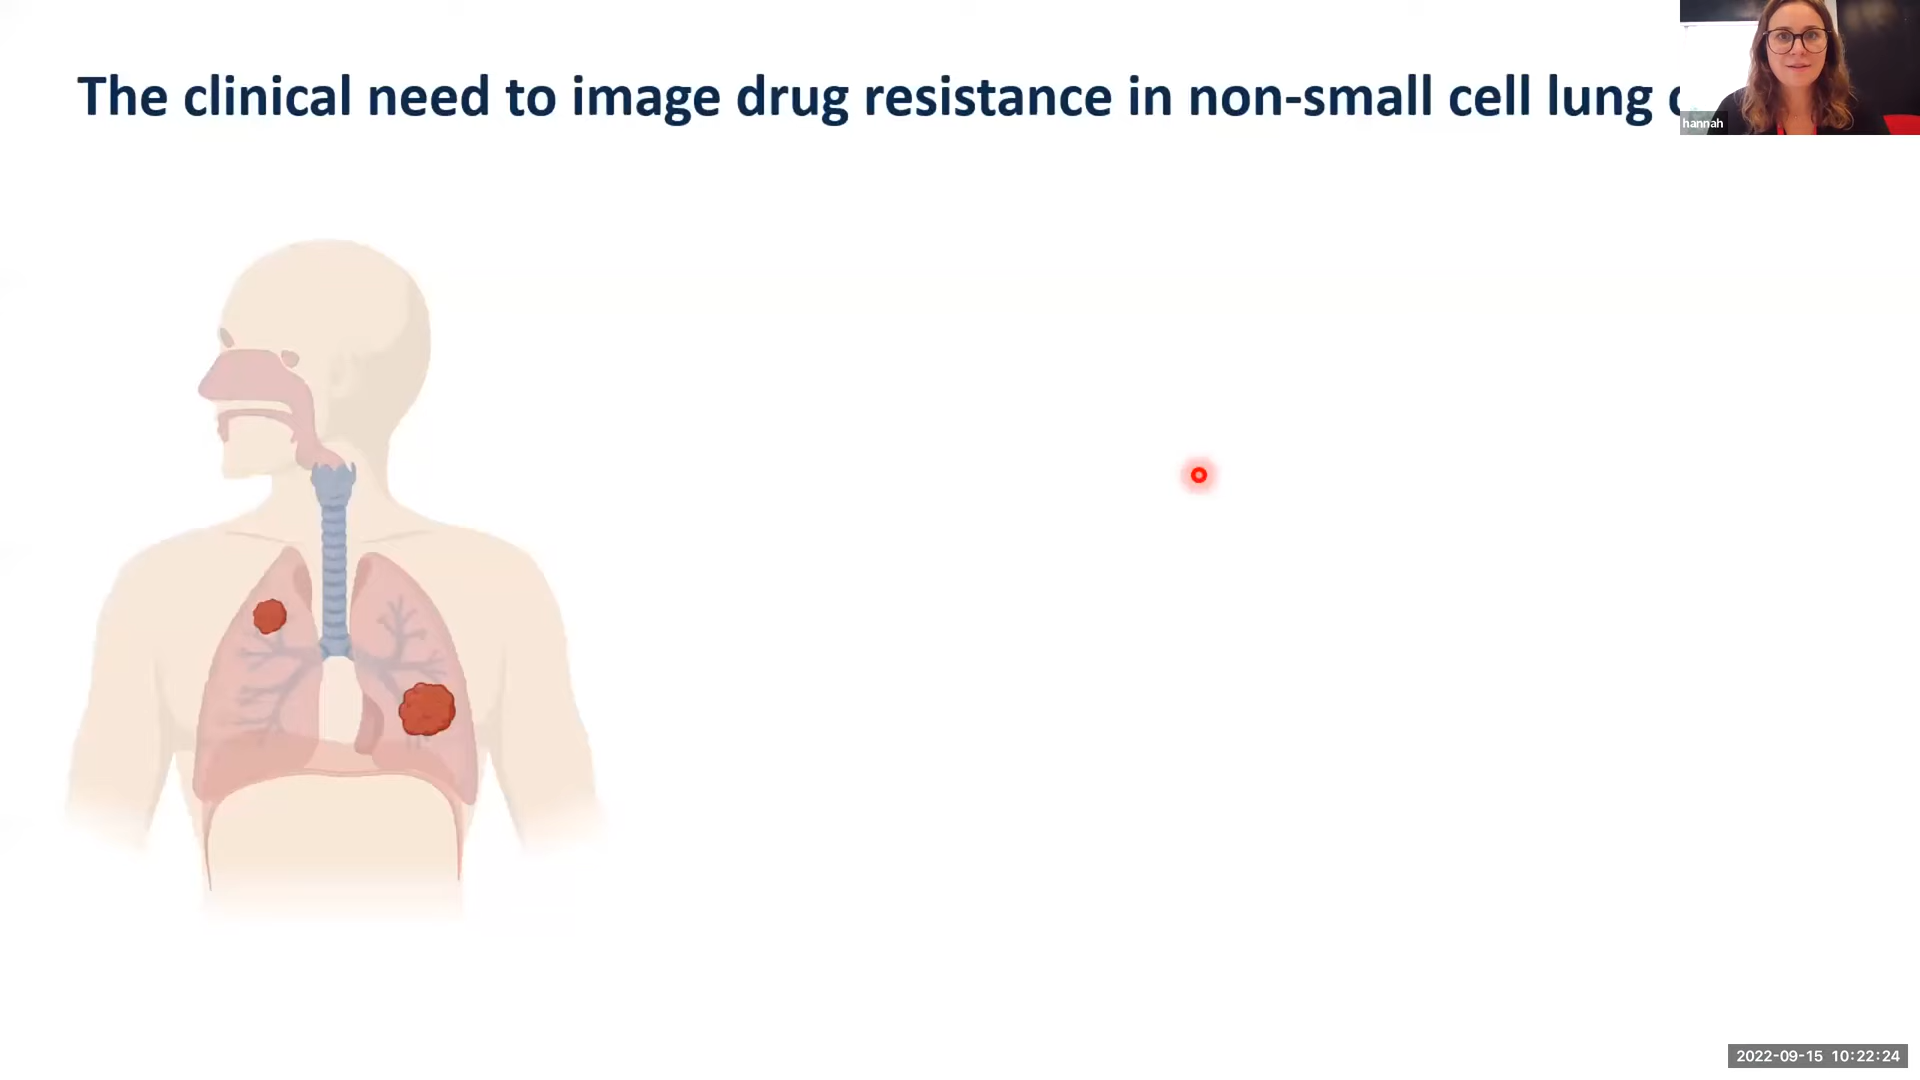 The clinical need to image drug resistance in non-small cell lung
hannah
2022-09-15 10:22:24